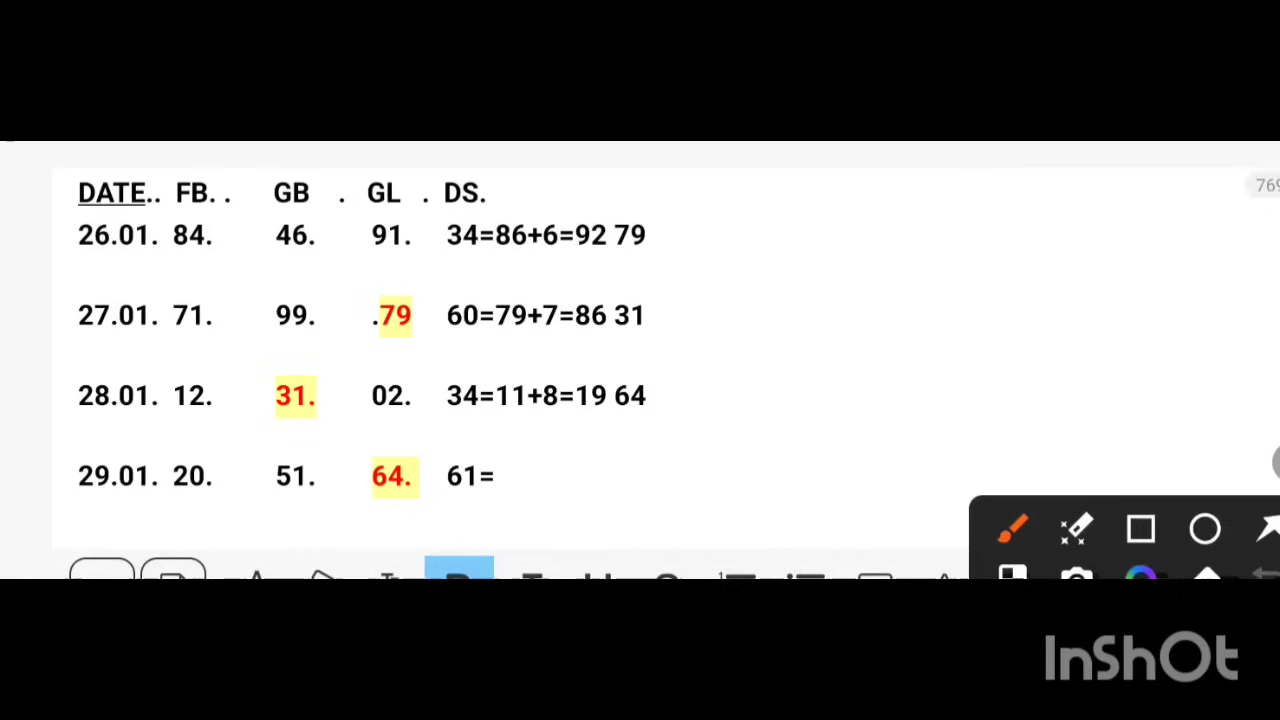 DATE.. FB. . GB . GL . DS.
769
26.01. 84. 46. 91. 34=86+6=92 79
27.01. 71. 99. .79 60=79+7=86 31
28.01. 12. 31. 02. 34=11+8=19 64
29.01. 20. 51. 64. 61=
InShOt